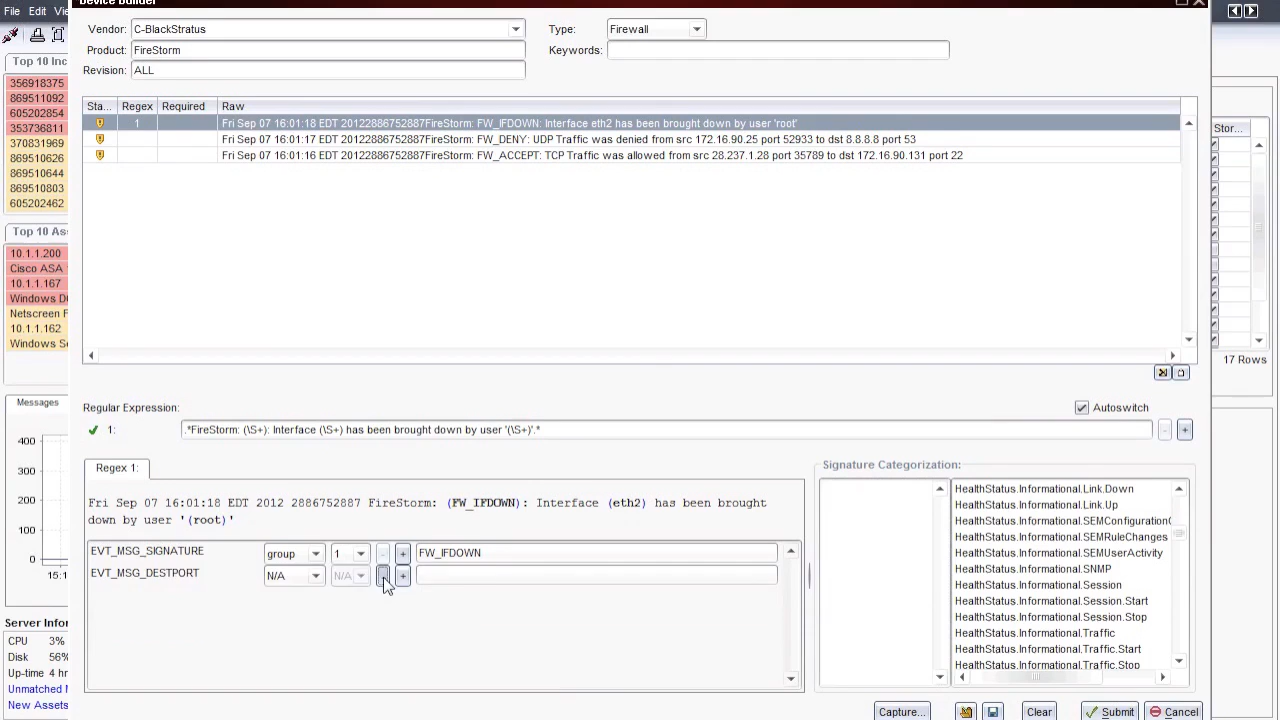 Device Builder
File Edit Vi
Vendor: C-BlackStratus Type: Firewall
Product: FireStorm Keywords:
Revision: ALL
Top 10 Inc
356918375
869511092
605202854
353736811
370831969
869510626
869510644
869510803
605202462
Sta... Regex Required Raw
1 Fri Sep 07 16:01:18 EDT 20122886752887FireStorm: FW_IFDOWN: Interface eth2 has been brought down by user 'root'
Fri Sep 07 16:01:17 EDT 20122886752887FireStorm: FW_DENY: UDP Traffic was denied from src 172.16.90.25 port 52933 to dst 8.8.8.8 port 53
Fri Sep 07 16:01:16 EDT 20122886752887FireStorm: FW_ACCEPT: TCP Traffic was allowed from src 28.237.1.28 port 35789 to dst 172.16.90.131 port 22
Stor...
Top 10 Ass
10.1.1.200
Cisco ASA
10.1.1.167
Windows D
Netscreen F
10.1.1.162
Windows Se
17 Rows
Messages
400
300
200
100
0
15:1
Regular Expression: Autoswitch
1: .*FireStorm: (\S+): Interface (\S+) has been brought down by user '(\S+)'.* - +
Regex 1:
Fri Sep 07 16:01:18 EDT 2012 2886752887 FireStorm: (FW_IFDOWN): Interface (eth2) has been brought
down by user '(root)'
EVT_MSG_SIGNATURE group 1 - + FW_IFDOWN
EVT_MSG_DESTPORT N/A N/A +
Signature Categorization:
HealthStatus.Informational.Link.Down
HealthStatus.Informational.Link.Up
HealthStatus.Informational.SEMConfiguration
HealthStatus.Informational.SEMRuleChanges
HealthStatus.Informational.SEMUserActivity
HealthStatus.Informational.SNMP
HealthStatus.Informational.Session
HealthStatus.Informational.Session.Start
HealthStatus.Informational.Session.Stop
HealthStatus.Informational.Traffic
HealthStatus.Informational.Traffic.Start
HealthStatus.Informational.Traffic.Stop
Server Infor
CPU 3%
Disk 56%
Up-time 4 hr
Unmatched M
New Assets
Capture... Clear Submit Cancel